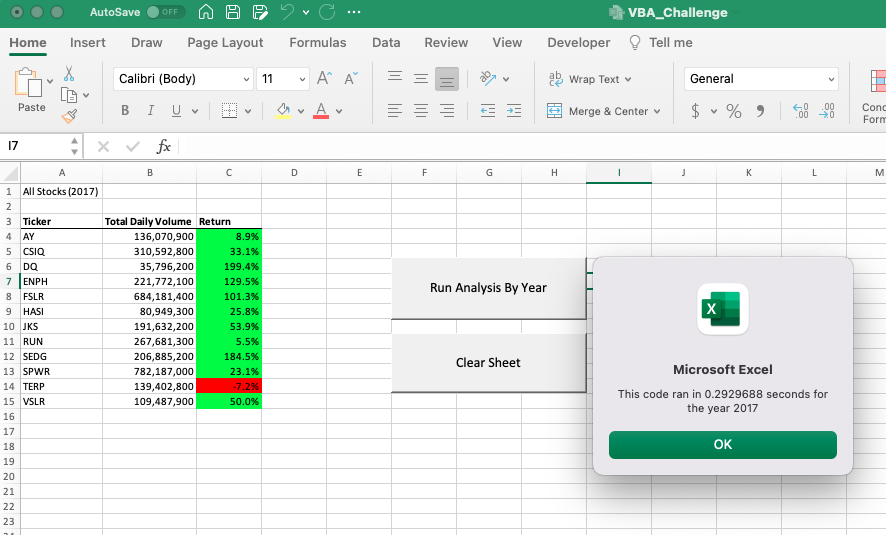 AutoSave OFF VBA_Challenge
Home Insert Draw Page Layout Formulas Data Review View Developer Tell me
Paste
Calibri (Body) 11 A^ A˅
B I U A
ab Wrap Text
Merge & Center
General
$ % 9 .00 .00
I7 fx
A B C D E F G H I J K L M
1 All Stocks (2017)
2
3 Ticker Total Daily Volume Return
4 AY 136,070,900 8.9%
5 CSIQ 310,592,800 33.1%
6 DQ 35,796,200 199.4%
7 ENPH 221,772,100 129.5%
8 FSLR 684,181,400 101.3%
9 HASI 80,949,300 25.8%
10 JKS 191,632,200 53.9%
11 RUN 267,681,300 5.5%
12 SEDG 206,885,200 184.5%
13 SPWR 782,187,000 23.1%
14 TERP 139,402,800 -7.2%
15 VSLR 109,487,900 50.0%
16
17
18
19
20
21
22
23
Run Analysis By Year
Clear Sheet
Microsoft Excel
This code ran in 0.2929688 seconds for
the year 2017
OK